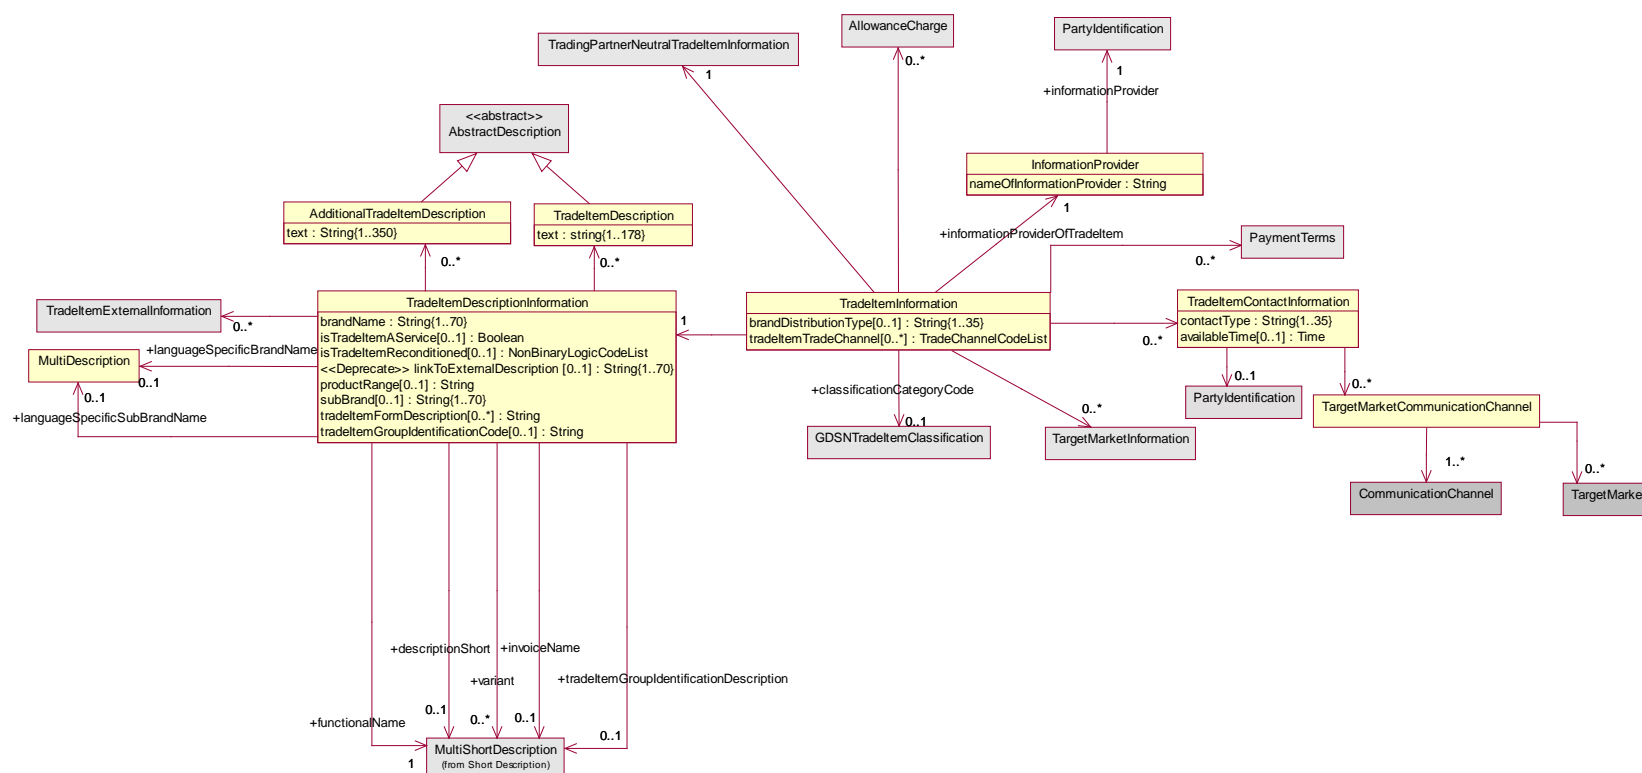 AllowanceCharge
0..*
PartyIdentification
1
+informationProvider
TradingPartnerNeutralTradeItemInformation
1
<<abstract>>
AbstractDescription
InformationProvider
nameOfInformationProvider : String
1
+informationProviderOfTradeItem
AdditionalTradeItemDescription
text : String{1..350}
0..*
TradeItemDescription
text : string{1..178}
0..*
PaymentTerms
0..*
TradeItemExternalInformation
0..*
TradeItemDescriptionInformation
brandName : String{1..70}
isTradeItemAService[0..1] : Boolean
isTradeItemReconditioned[0..1] : NonBinaryLogicCodeList
<<Deprecate>> linkToExternalDescription [0..1] : String{1..70}
productRange[0..1] : String
subBrand[0..1] : String{1..70}
tradeItemFormDescription[0..*] : String
tradeItemGroupIdentificationCode[0..1] : String
1
TradeItemInformation
brandDistributionType[0..1] : String{1..35}
tradeItemTradeChannel[0..*] : TradeChannelCodeList
TradeItemContactInformation
contactType : String{1..35}
availableTime[0..1] : Time
0..*
+languageSpecificBrandName
MultiDescription
0..1
0..1
+languageSpecificSubBrandName
+classificationCategoryCode
0..1
GDSNTradeItemClassification
0..*
TargetMarketInformation
0..1
PartyIdentification
0..*
TargetMarketCommunicationChannel
1..*
CommunicationChannel
0..*
TargetMarke
+descriptionShort
+invoiceName
+variant
+tradeItemGroupIdentificationDescription
+functionalName
0..1
0..*
0..1
0..1
1
MultiShortDescription
(from Short Description)